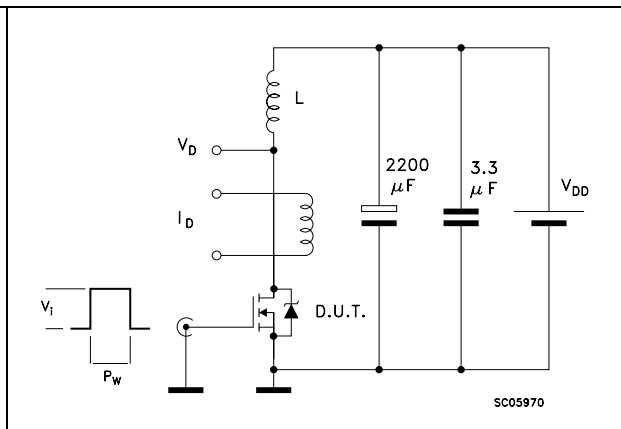 L
V_D
2200
μF
3.3
μF
V_DD
I_D
V_i
D.U.T.
P_W
SC05970